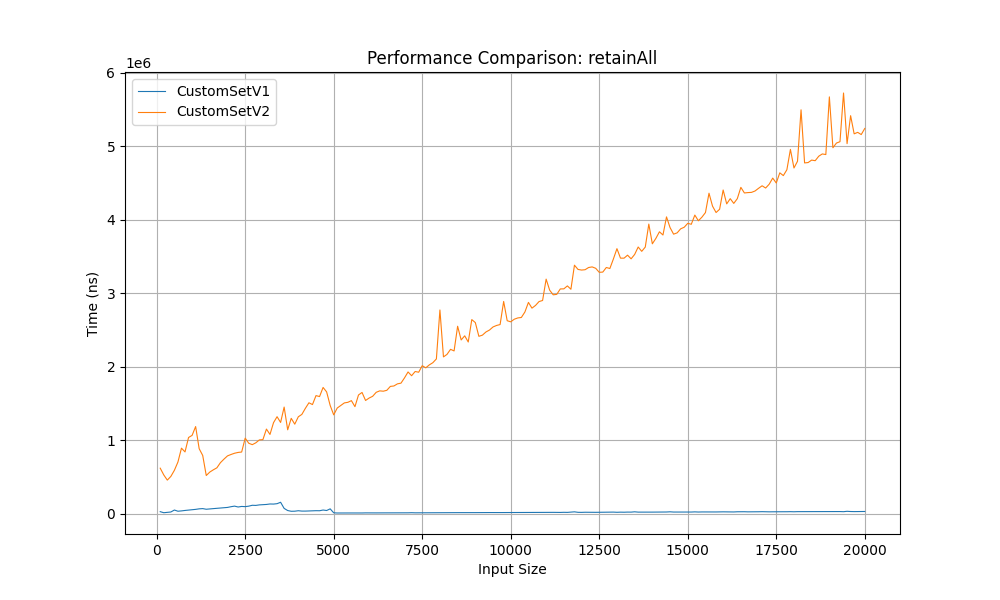 Performance Comparison: retainAll
1e6
CustomSetV1
CustomSetV2
6
5
4
3
2
1
0
Time (ns)
0 2500 5000 7500 10000 12500 15000 17500 20000
Input Size